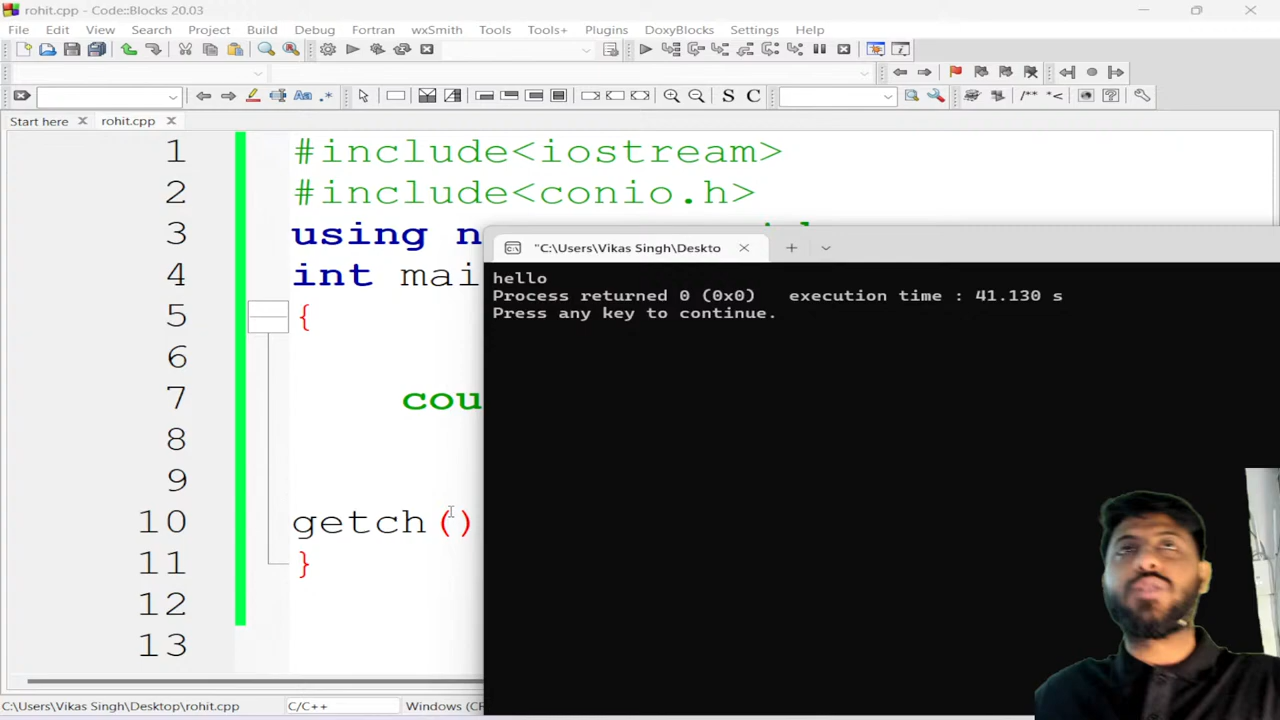 rohit.cpp - Code::Blocks 20.03
File Edit View Search Project Build Debug Fortran wxSmith Tools Tools+ Plugins DoxyBlocks Settings Help
S C
/** *<
Start here rohit.cpp
1 #include<iostream>
2 #include<conio.h>
3 using n
4 int mai
5 {
6
7 cou
8
9
10 getch()
11 }
12
13
"C:\Users\Vikas Singh\Deskto
hello
Process returned 0 (0x0) execution time : 41.130 s
Press any key to continue.
C:\Users\Vikas Singh\Desktop\rohit.cpp C/C++ Windows (CR